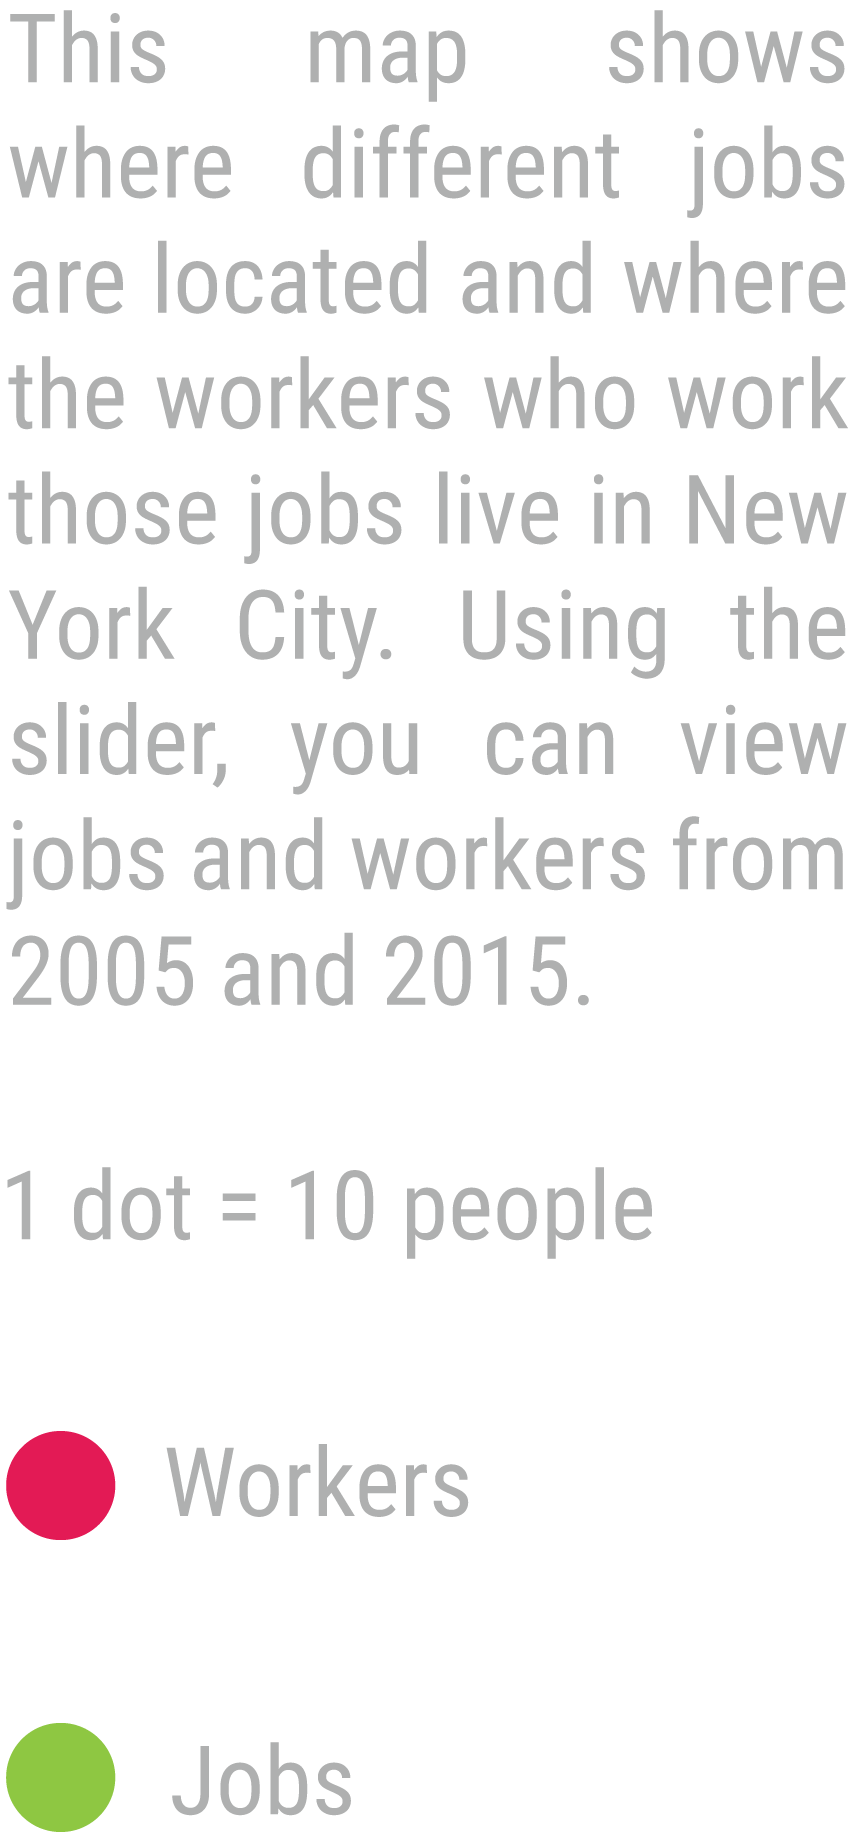 This map shows
where different jobs
are located and where
the workers who work
those jobs live in New
York City. Using the
slider, you can view
jobs and workers from
2005 and 2015.
1 dot = 10 people
Workers
Jobs